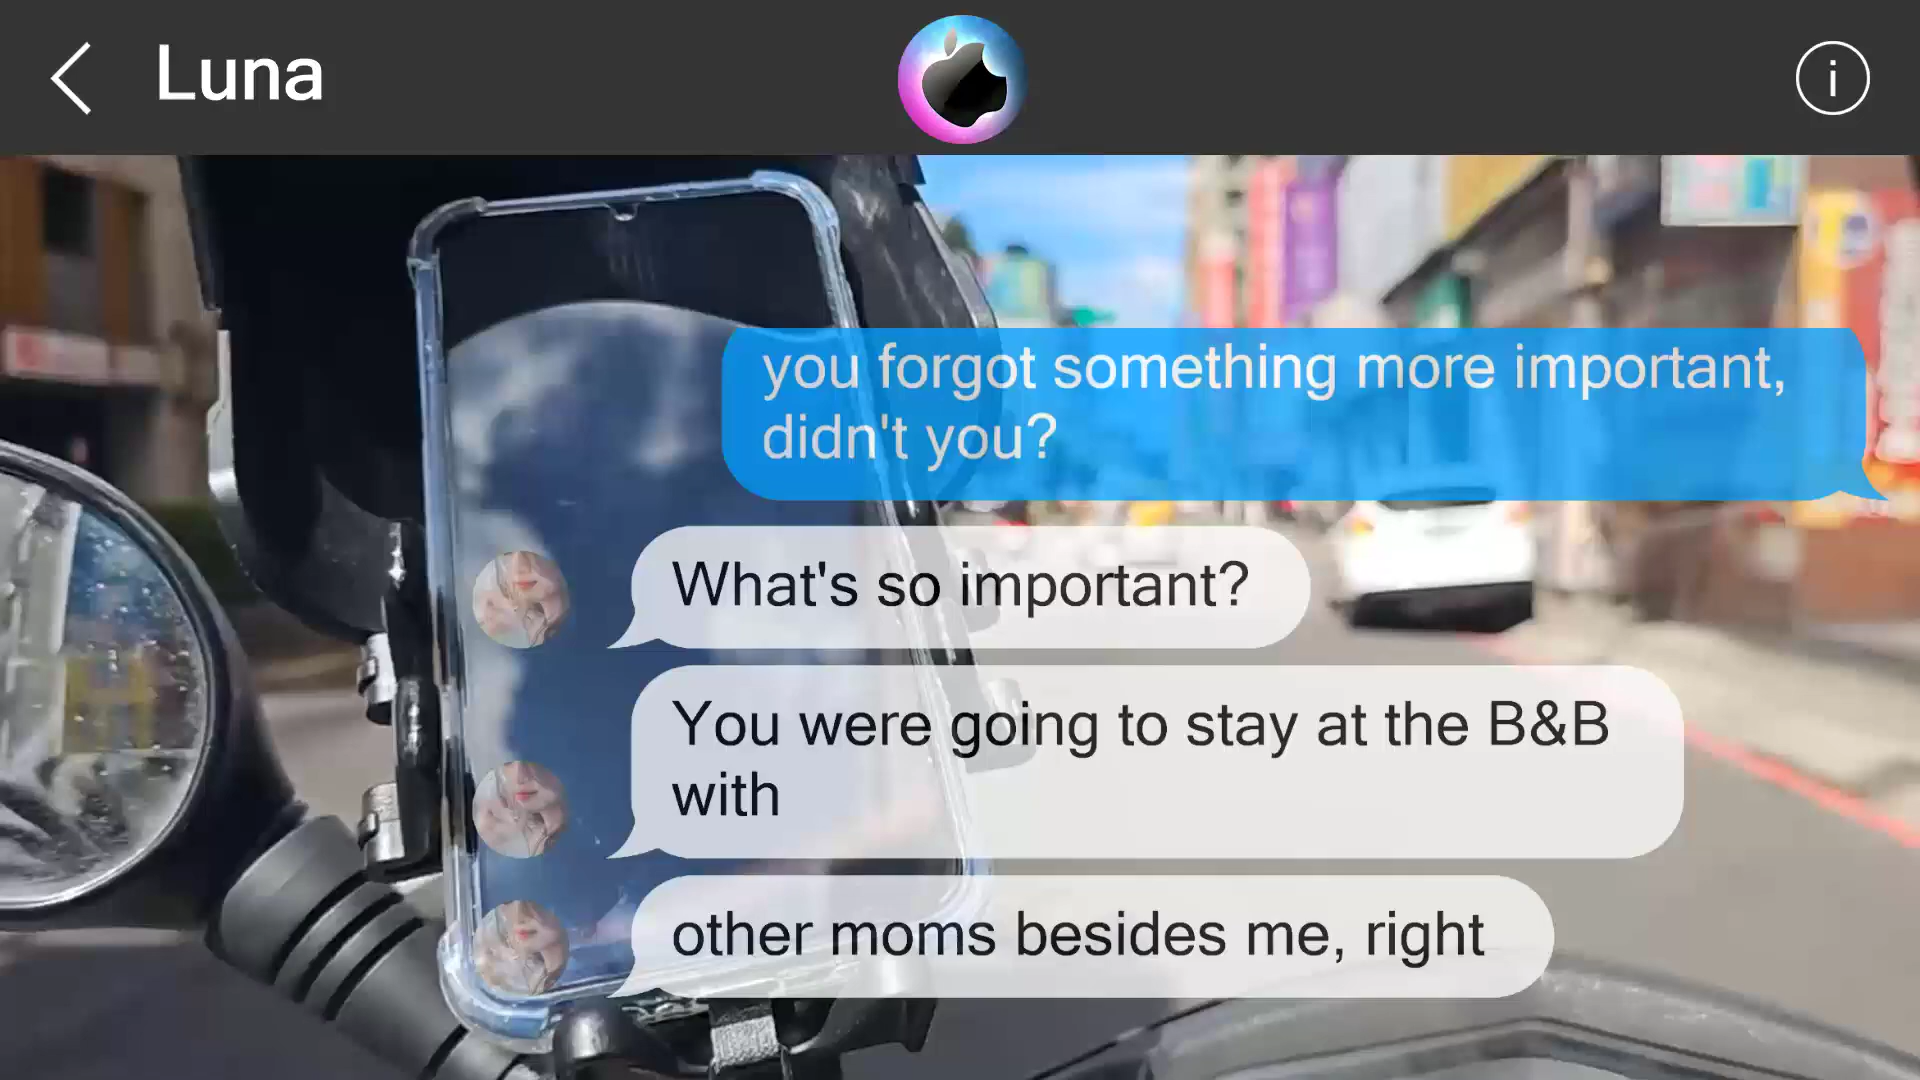 Luna
you forgot something more important,
didn't you?
What's so important?
You were going to stay at the B&B
with
other moms besides me, right